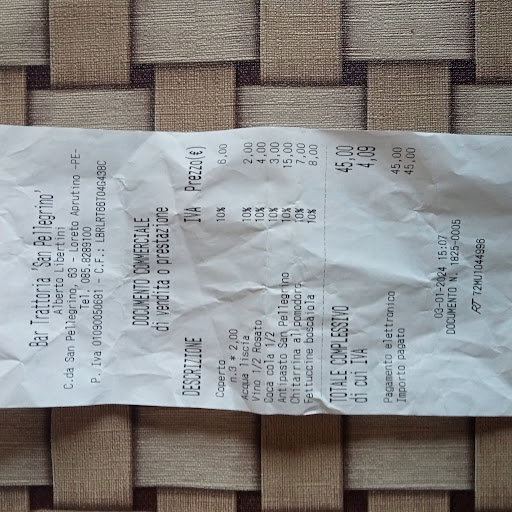 Bar Trattoria 'San Pellegrino'
Alberto Libertini
C.da San Pellegrino, 63 - Loreto Aprutino -PE-
Tel. 085.8289100
P.Iva 01090050681 - C.F.: LBRLRT66T04G438C
DOCUMENTO COMMERCIALE
di vendita o prestazione
DESCRIZIONE IVA Prezzo(€)
Coperto 10% 6,00
n.3 * 2,00
Acqua liscia 10% 2,00
Vino 1/2 Rosato 10% 4,00
Coca cola 1/2 10% 3,00
Antipasto San Pellegrino 10% 15,00
Chitarrina al pomodoro 10% 7,00
Fettuccine boscaiola 10% 8,00
TOTALE COMPLESSIVO 45,00
di cui IVA 4,09
Pagamento elettronico 45,00
Importo pagato 45,00
03-01-2024 15:07
DOCUMENTO N. 1825-0005
RT 72MU1044986